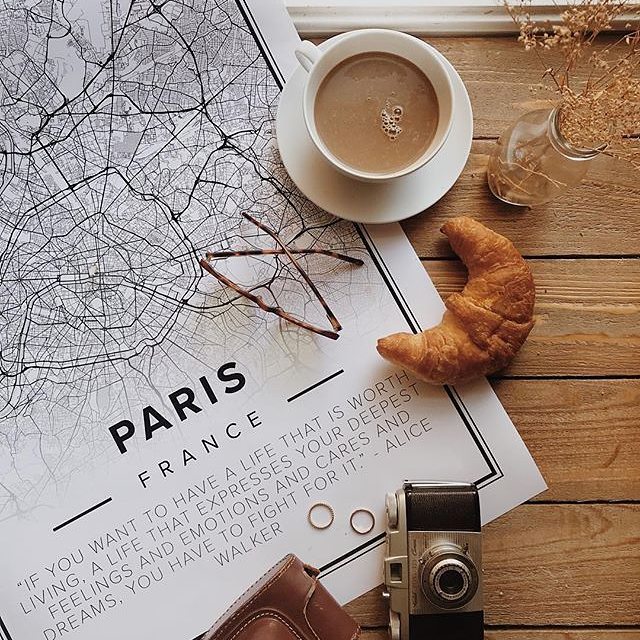 PARIS
FRANCE
"IF YOU WANT TO HAVE A LIFE THAT IS WORTH
LIVING, A LIFE THAT EXPRESSES YOUR DEEPEST
FEELINGS AND EMOTIONS AND CARES AND
DREAMS, YOU HAVE TO FIGHT FOR IT." - ALICE
WALKER